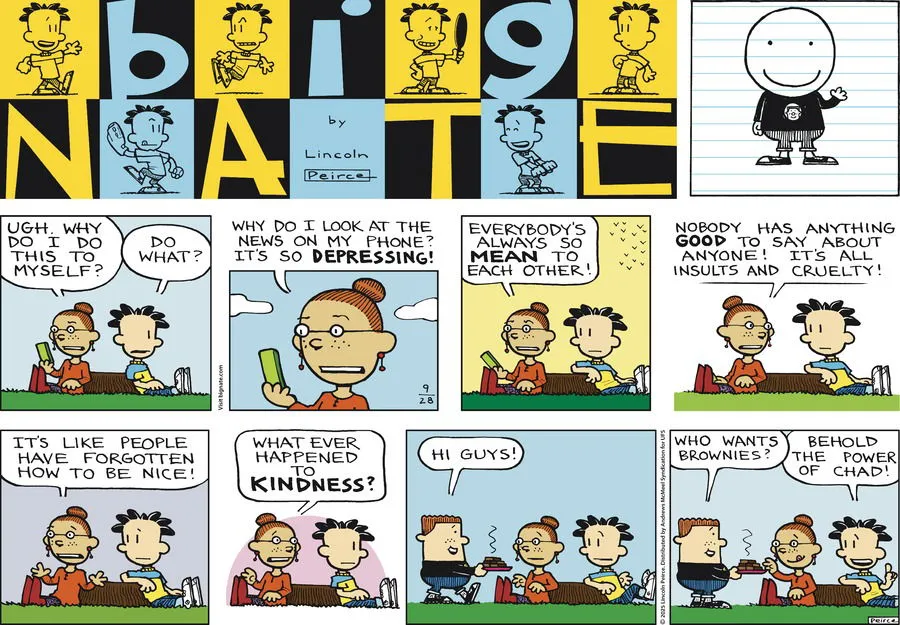 big
NATE
by
Lincoln
Peirce
UGH. WHY
DO I DO
THIS TO
MYSELF?
DO
WHAT?
Visit bignate.com
WHY DO I LOOK AT THE
NEWS ON MY PHONE?
IT'S SO DEPRESSING!
9
28
EVERYBODY'S
ALWAYS SO
MEAN TO
EACH OTHER!
NOBODY HAS ANYTHING
GOOD TO SAY ABOUT
ANYONE! IT'S ALL
INSULTS AND CRUELTY!
IT'S LIKE PEOPLE
HAVE FORGOTTEN
HOW TO BE NICE!
WHAT EVER
HAPPENED
TO
KINDNESS?
HI GUYS!
© 2025 Lincoln Peirce. Distributed by Andrews McMeel Syndication for UFS
WHO WANTS
BROWNIES?
BEHOLD
THE POWER
OF CHAD!
PEIRCE